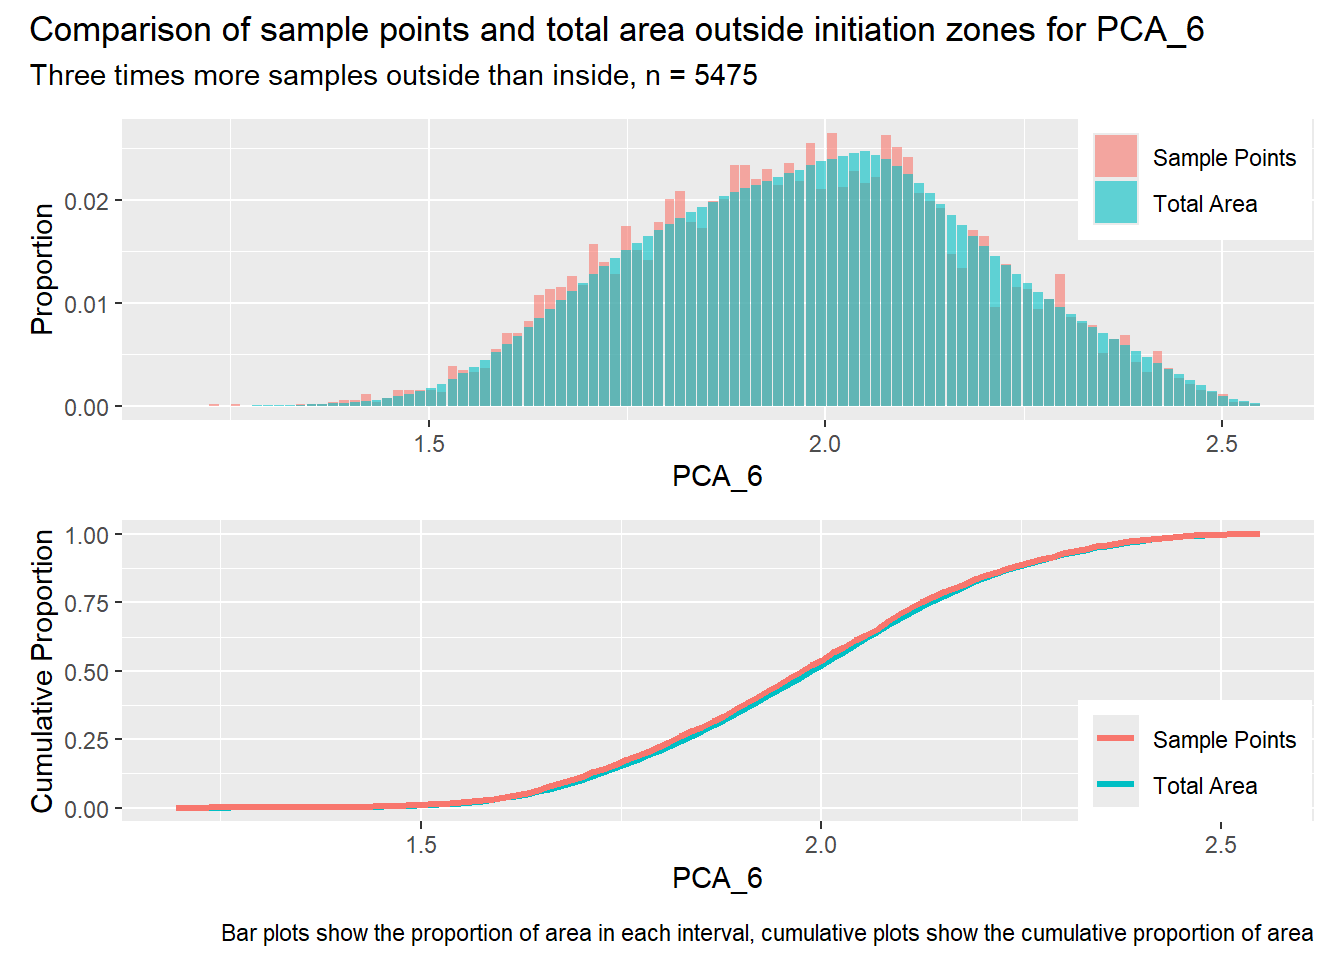 Comparison of sample points and total area outside initiation zones for PCA_6
Three times more samples outside than inside, n = 5475
Proportion
0.02
0.01
0.00
Sample Points
Total Area
1.5
2.0
2.5
PCA_6
Cumulative Proportion
1.00
0.75
0.50
0.25
0.00
Sample Points
Total Area
1.5
2.0
2.5
PCA_6
Bar plots show the proportion of area in each interval, cumulative plots show the cumulative proportion of area